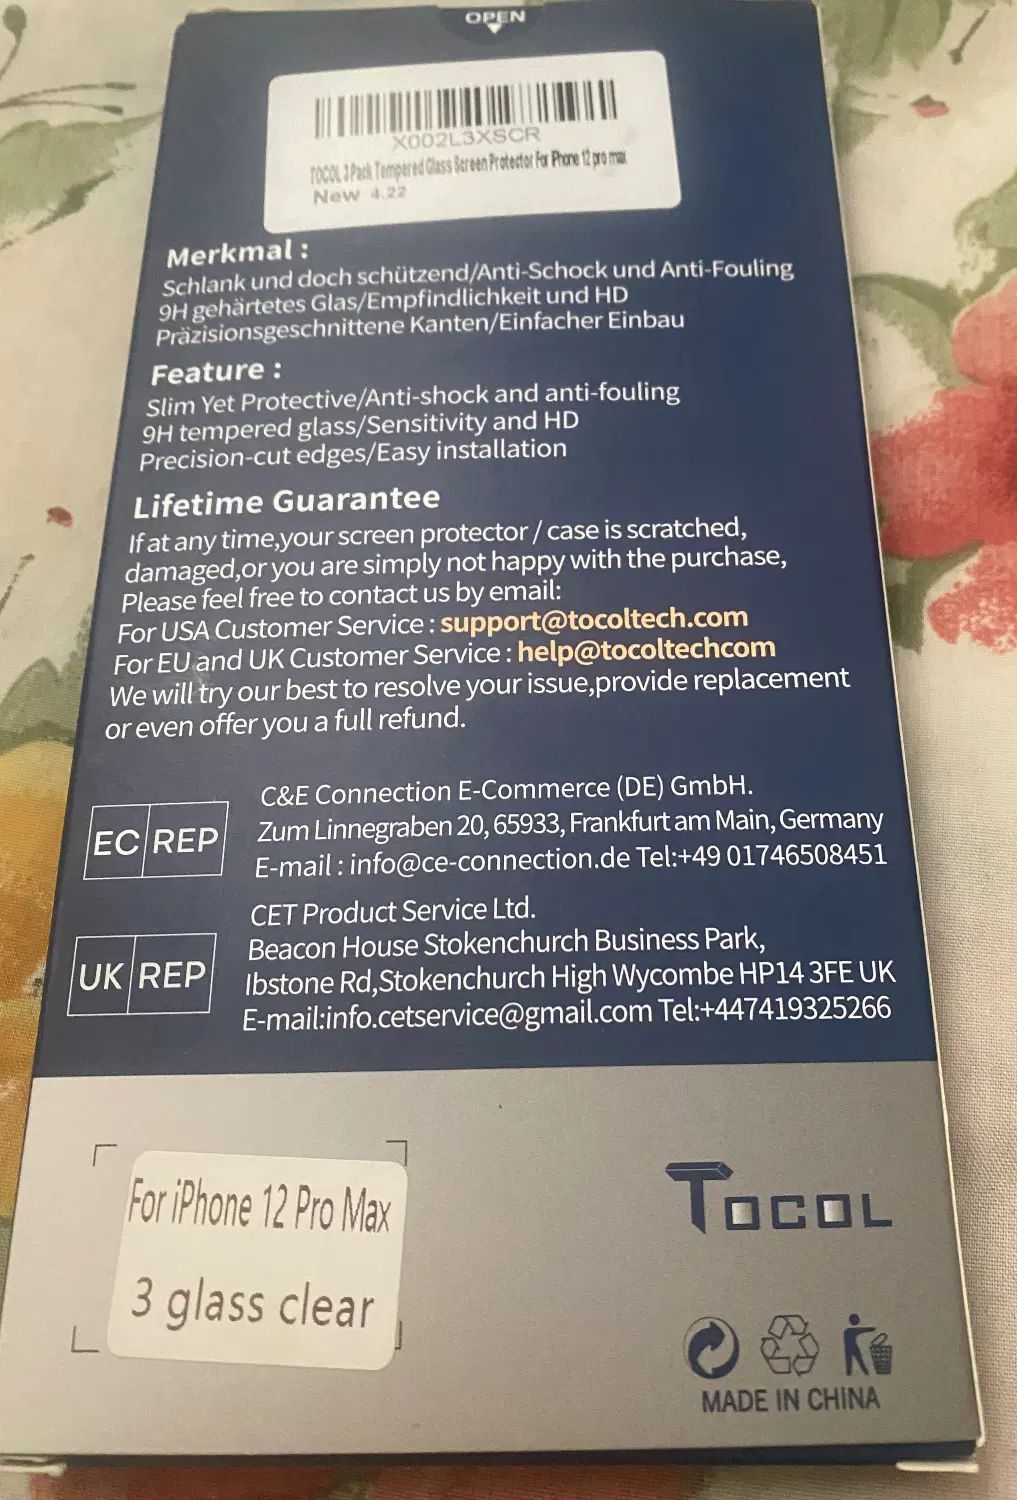 OPEN
X002L3XSCR
TOCOL 3 Pack Tempered Glass Screen Protector For iPhone 12 pro max
New 4.22
Merkmal :
Schlank und doch schützend/Anti-Schock und Anti-Fouling
9H gehärtetes Glas/Empfindlichkeit und HD
Präzisionsgeschnittene Kanten/Einfacher Einbau
Feature :
Slim Yet Protective/Anti-shock and anti-fouling
9H tempered glass/Sensitivity and HD
Precision-cut edges/Easy installation
Lifetime Guarantee
If at any time,your screen protector / case is scratched,
damaged,or you are simply not happy with the purchase,
Please feel free to contact us by email:
For USA Customer Service : support@tocoltech.com
For EU and UK Customer Service : help@tocoltechcom
We will try our best to resolve your issue,provide replacement
or even offer you a full refund.
C&E Connection E-Commerce (DE) GmbH.
EC REP Zum Linnegraben 20, 65933, Frankfurt am Main, Germany
E-mail : info@ce-connection.de Tel:+49 01746508451
CET Product Service Ltd.
Beacon House Stokenchurch Business Park,
UK REP Ibstone Rd,Stokenchurch High Wycombe HP14 3FE UK
E-mail:info.cetservice@gmail.com Tel:+447419325266
For iPhone 12 Pro Max
3 glass clear
TOCOL
MADE IN CHINA